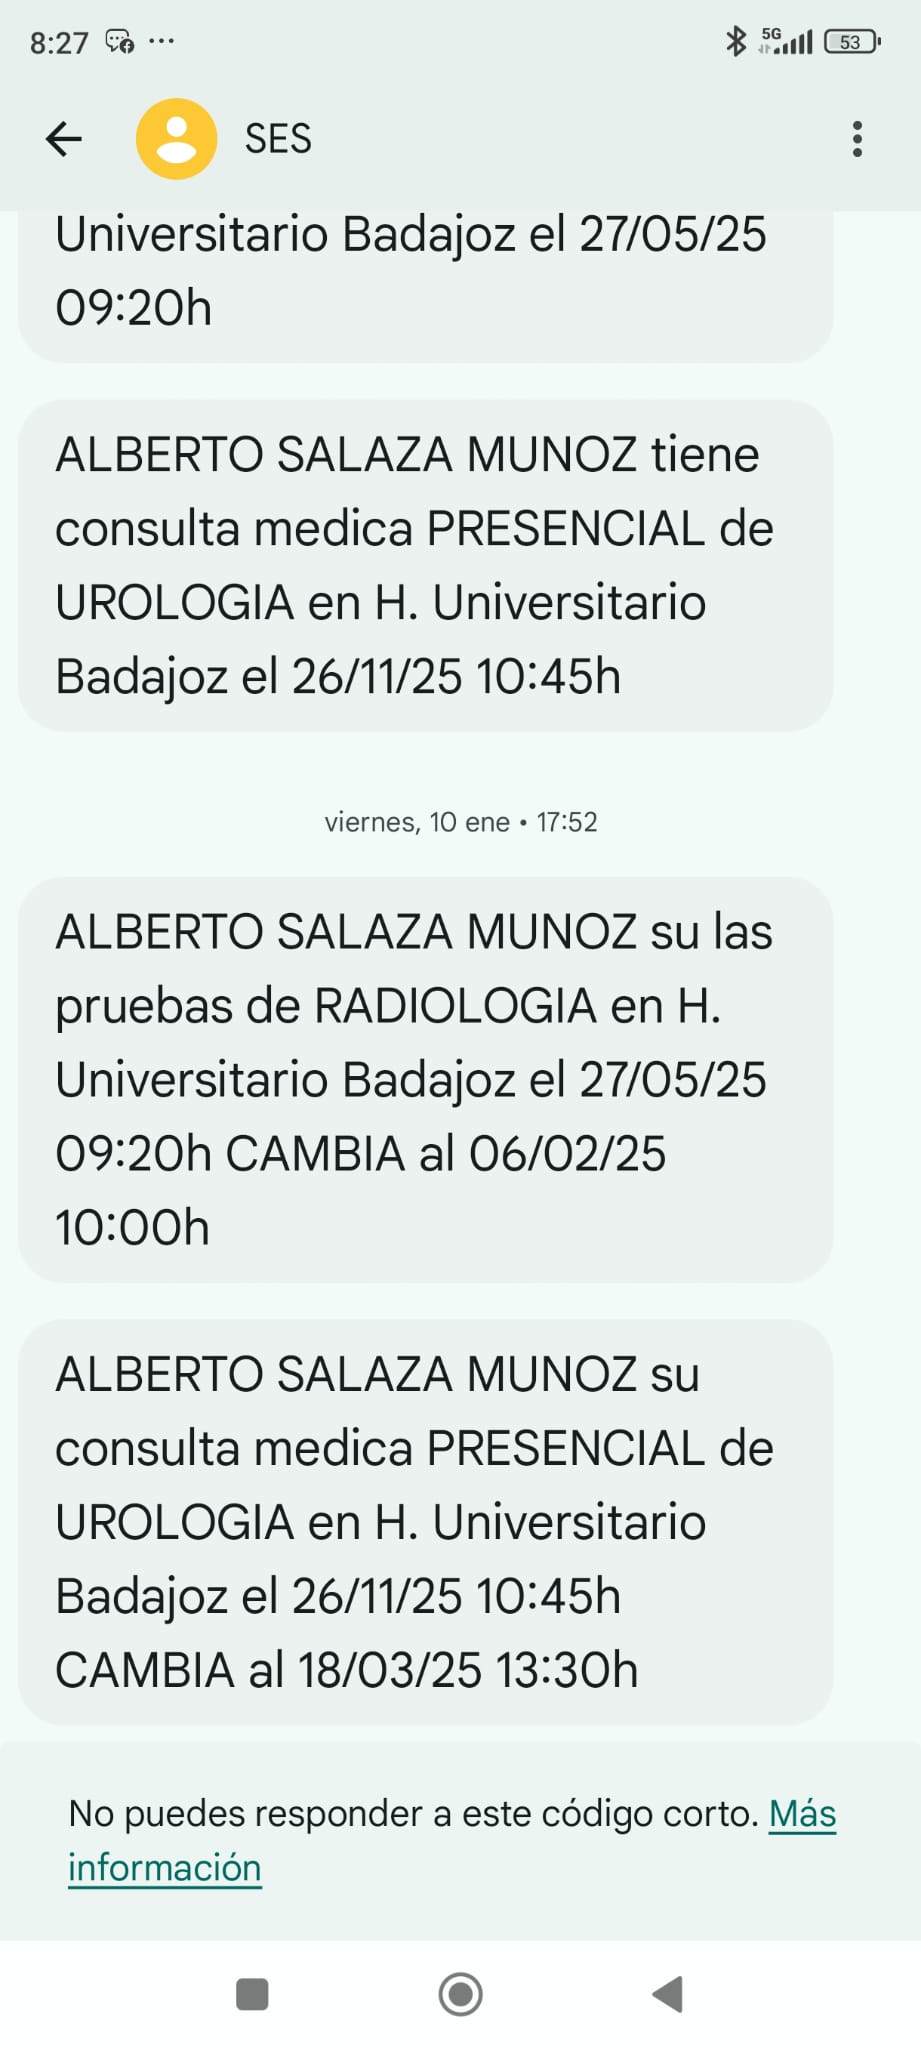 8:27
5G
53
SES
Universitario Badajoz el 27/05/25
09:20h
ALBERTO SALAZA MUNOZ tiene
consulta medica PRESENCIAL de
UROLOGIA en H. Universitario
Badajoz el 26/11/25 10:45h
viernes, 10 ene • 17:52
ALBERTO SALAZA MUNOZ su las
pruebas de RADIOLOGIA en H.
Universitario Badajoz el 27/05/25
09:20h CAMBIA al 06/02/25
10:00h
ALBERTO SALAZA MUNOZ su
consulta medica PRESENCIAL de
UROLOGIA en H. Universitario
Badajoz el 26/11/25 10:45h
CAMBIA al 18/03/25 13:30h
No puedes responder a este código corto. Más
información